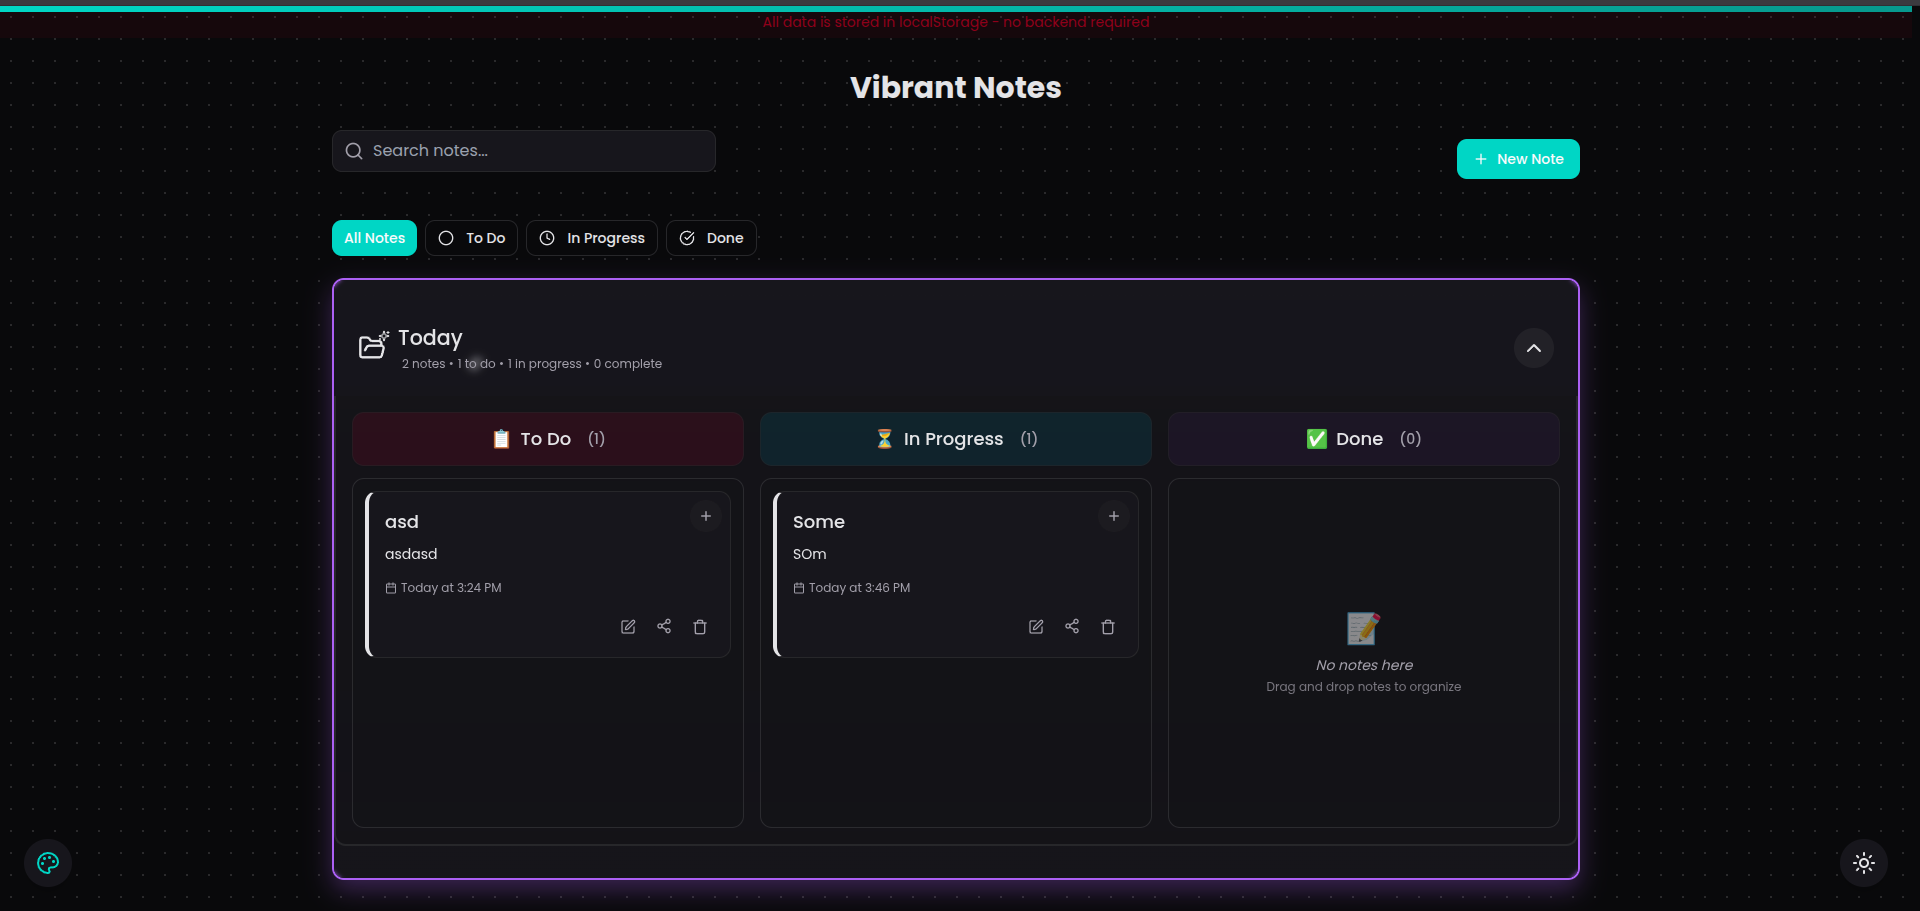 All data is stored in localStorage - no backend required
Vibrant Notes
Search notes...
New Note
All Notes
To Do
In Progress
Done
Today
2 notes • 1 to do • 1 in progress • 0 complete
To Do (1)
In Progress (1)
Done (0)
asd
asdasd
Today at 3:24 PM
Some
SOm
Today at 3:46 PM
No notes here
Drag and drop notes to organize